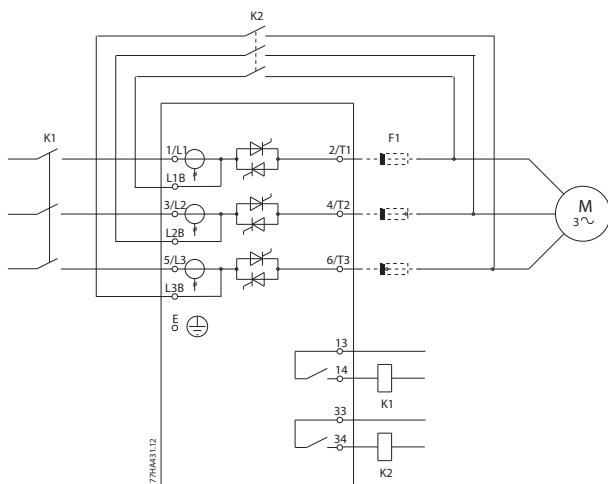 K2
K1
1/L1
2/T1
F1
L1B
3/L2
4/T2
M
3
L2B
5/L3
6/T3
L3B
E
13
14
K1
33
34
K2
77HA431.12